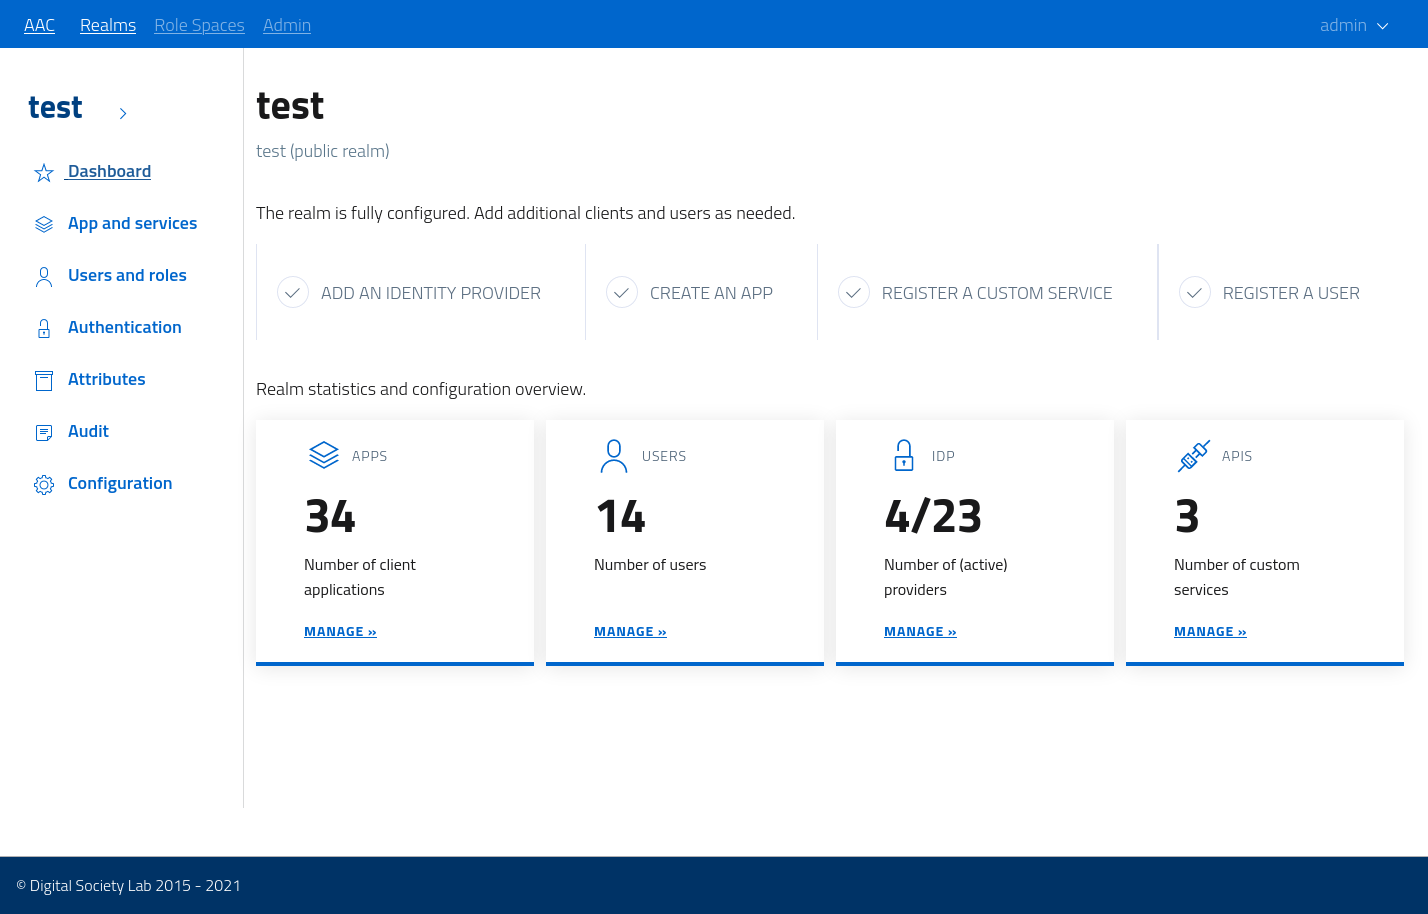 AAC Realms Role Spaces Admin admin
test
Dashboard
App and services
Users and roles
Authentication
Attributes
Audit
Configuration
test
test (public realm)
The realm is fully configured. Add additional clients and users as needed.
ADD AN IDENTITY PROVIDER CREATE AN APP REGISTER A CUSTOM SERVICE REGISTER A USER
Realm statistics and configuration overview.
APPS
34
Number of client
applications
MANAGE »
USERS
14
Number of users
MANAGE »
IDP
4/23
Number of (active)
providers
MANAGE »
APIS
3
Number of custom
services
MANAGE »
© Digital Society Lab 2015 - 2021